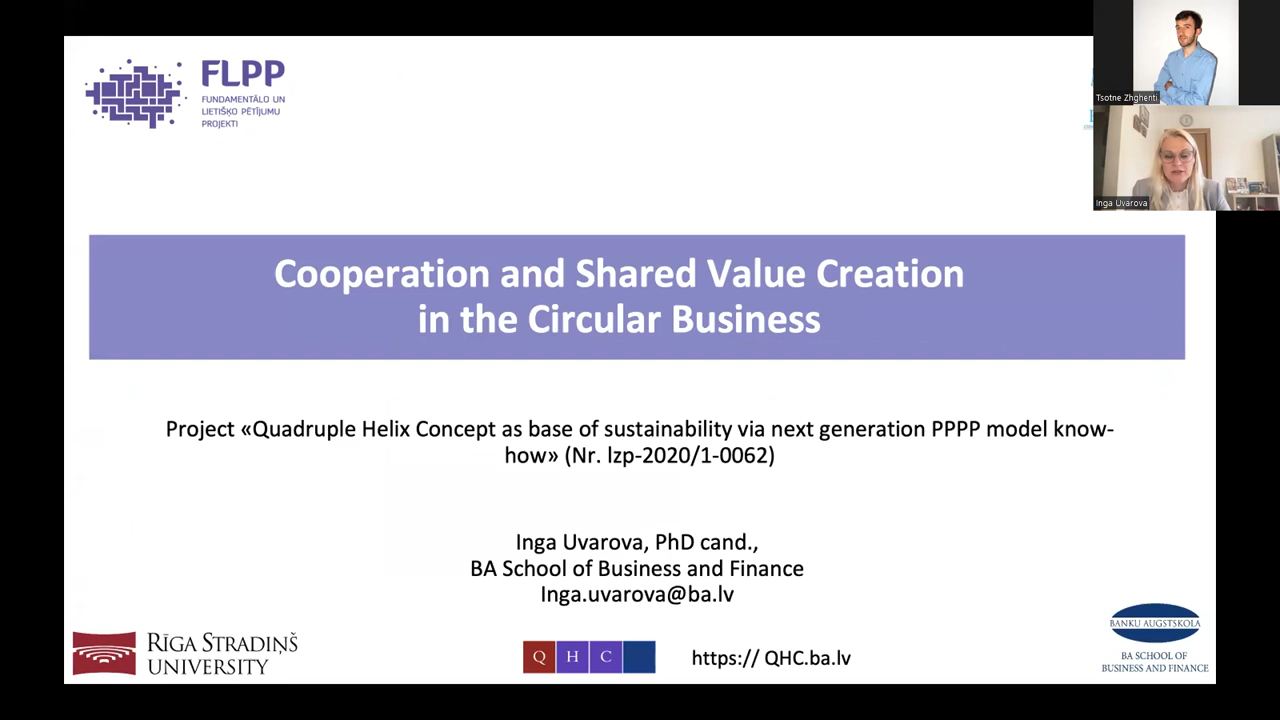 FLPP
FUNDAMENTĀLO UN
LIETIŠĶO PĒTĪJUMU
PROJEKTI
Tsotne Zhghenti
Inga Uvarova
Cooperation and Shared Value Creation
in the Circular Business
Project «Quadruple Helix Concept as base of sustainability via next generation PPPP model know-
how» (Nr. lzp-2020/1-0062)
Inga Uvarova, PhD cand.,
BA School of Business and Finance
Inga.uvarova@ba.lv
RĪGA STRADIŅŠ
UNIVERSITY
Q H C
https:// QHC.ba.lv
BANKU AUGSTSKOLA
BA SCHOOL OF
BUSINESS AND FINANCE